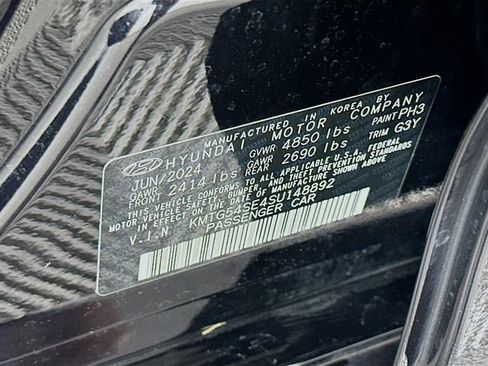 MANUFACTURED IN KOREA BY
HYUNDAI MOTOR COMPANY
JUN/2024 GVWR 4850 lbs PAINT PH3
GAWR FR 2414 lbs GAWR RR 2690 lbs TRIM G3Y
THIS VEHICLE CONFORMS TO ALL APPLICABLE U.S.A. FEDERAL
MOTOR VEHICLE SAFETY, BUMPER, AND THEFT PREVENTION
STANDARDS IN EFFECT ON THE DATE OF MANUFACTURE SHOWN ABOVE.
V.I.N KMTG54SE4SU148892
PASSENGER CAR